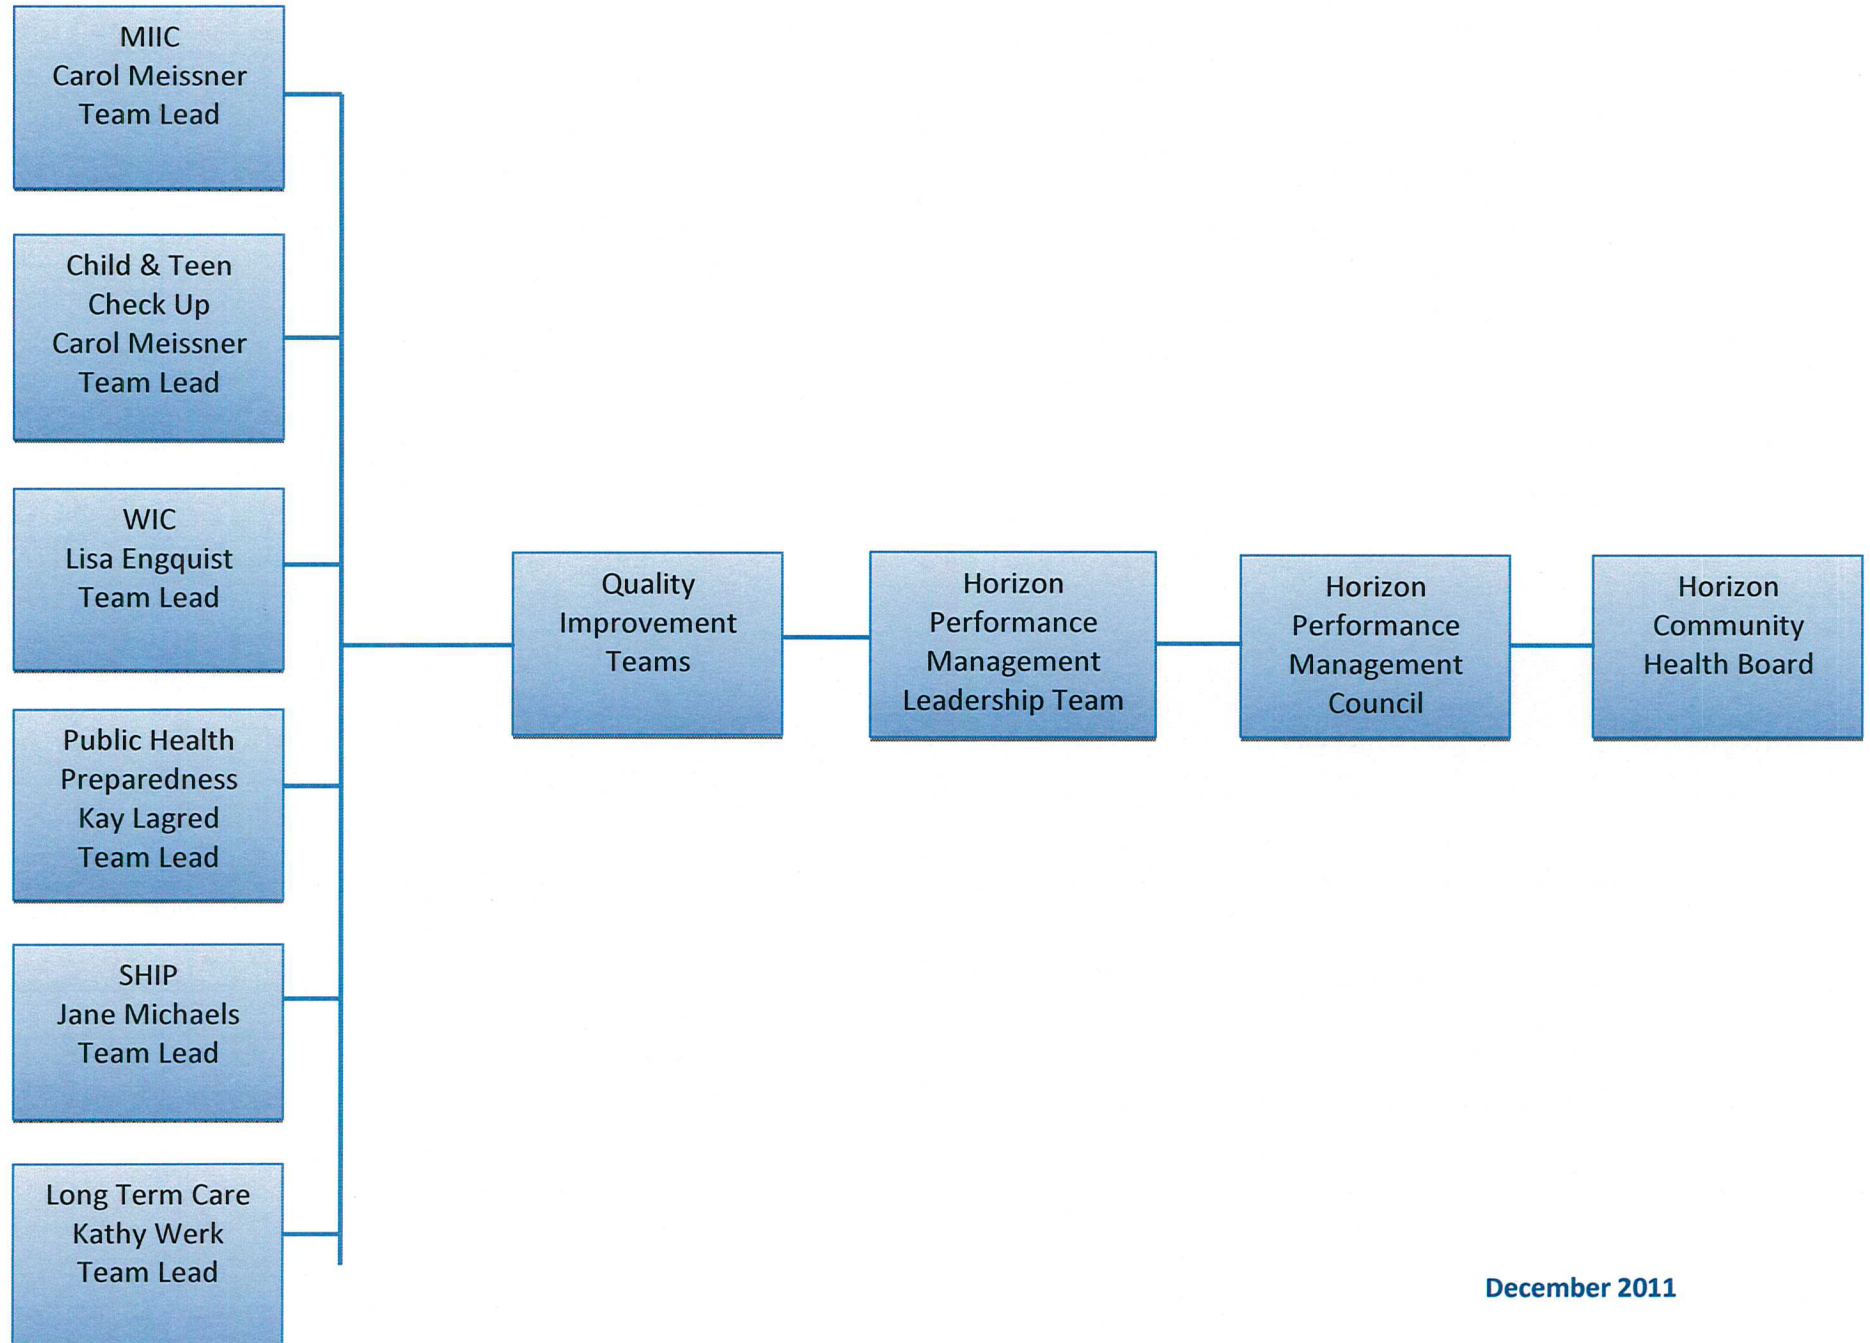 MIIC
Carol Meissner
Team Lead
Child & Teen
Check Up
Carol Meissner
Team Lead
WIC
Lisa Engquist
Team Lead
Public Health
Preparedness
Kay Lagred
Team Lead
SHIP
Jane Michaels
Team Lead
Long Term Care
Kathy Werk
Team Lead
Quality
Improvement
Teams
Horizon
Performance
Management
Leadership Team
Horizon
Performance
Management
Council
Horizon
Community
Health Board
December 2011